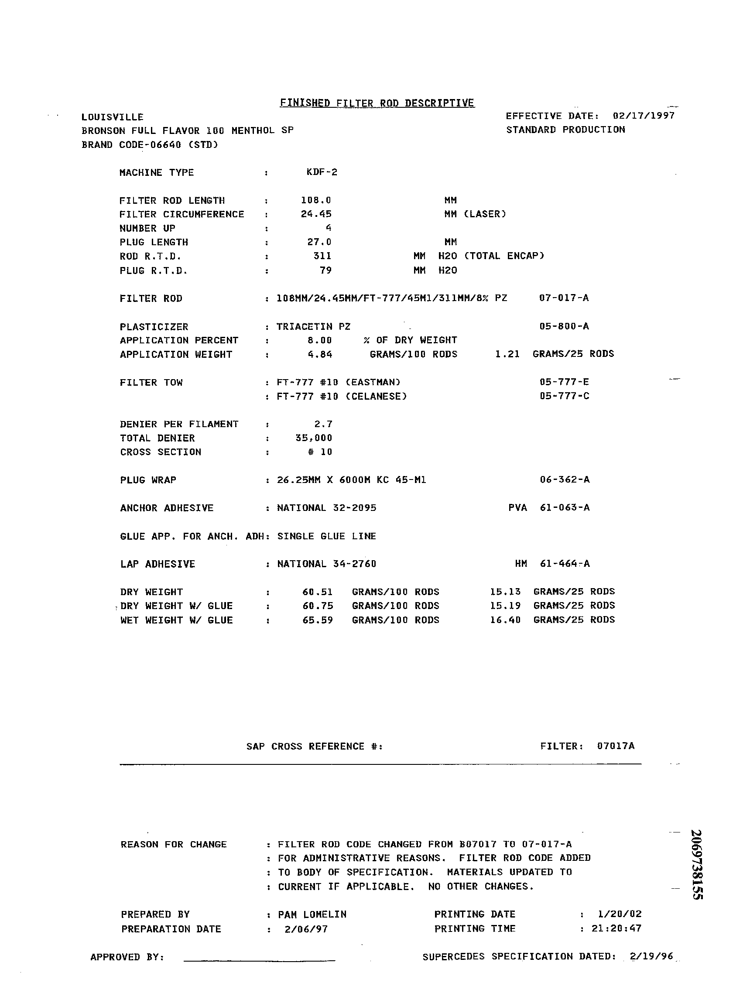 FINISHED FILTER ROD DESCRIPTIVE
LOUISVILLE EFFECTIVE DATE: 02/17/1997
BRONSON FULL FLAVOR 100 MENTHOL SP STANDARD PRODUCTION
BRAND CODE-06640 (STD)
MACHINE TYPE : KDF-2
FILTER ROD LENGTH : 108.0 MM
FILTER CIRCUMFERENCE : 24.45 MM (LASER)
NUMBER UP : 4
PLUG LENGTH : 27.0 MM
ROD R.T.D. : 311 MM H2O (TOTAL ENCAP)
PLUG R.T.D. : 79 MM H2O
FILTER ROD : 108MM/24.45MM/FT-777/45M1/311MM/8% PZ 07-017-A
PLASTICIZER : TRIACETIN PZ 05-800-A
APPLICATION PERCENT : 8.00 % OF DRY WEIGHT
APPLICATION WEIGHT : 4.84 GRAMS/100 RODS 1.21 GRAMS/25 RODS
FILTER TOW : FT-777 #10 (EASTMAN) 05-777-E
: FT-777 #10 (CELANESE) 05-777-C
DENIER PER FILAMENT : 2.7
TOTAL DENIER : 35,000
CROSS SECTION : # 10
PLUG WRAP : 26.25MM X 6000M KC 45-M1 06-362-A
ANCHOR ADHESIVE : NATIONAL 32-2095 PVA 61-063-A
GLUE APP. FOR ANCH. ADH: SINGLE GLUE LINE
LAP ADHESIVE : NATIONAL 34-2760 HM 61-464-A
DRY WEIGHT : 60.51 GRAMS/100 RODS 15.13 GRAMS/25 RODS
DRY WEIGHT W/ GLUE : 60.75 GRAMS/100 RODS 15.19 GRAMS/25 RODS
WET WEIGHT W/ GLUE : 65.59 GRAMS/100 RODS 16.40 GRAMS/25 RODS
SAP CROSS REFERENCE #: FILTER: 07017A
REASON FOR CHANGE : FILTER ROD CODE CHANGED FROM B07017 TO 07-017-A
: FOR ADMINISTRATIVE REASONS. FILTER ROD CODE ADDED
: TO BODY OF SPECIFICATION. MATERIALS UPDATED TO
: CURRENT IF APPLICABLE. NO OTHER CHANGES.
PREPARED BY : PAM LOMELIN PRINTING DATE : 1/20/02
PREPARATION DATE : 2/06/97 PRINTING TIME : 21:20:47
APPROVED BY: SUPERCEDES SPECIFICATION DATED: 2/19/96
2069738155